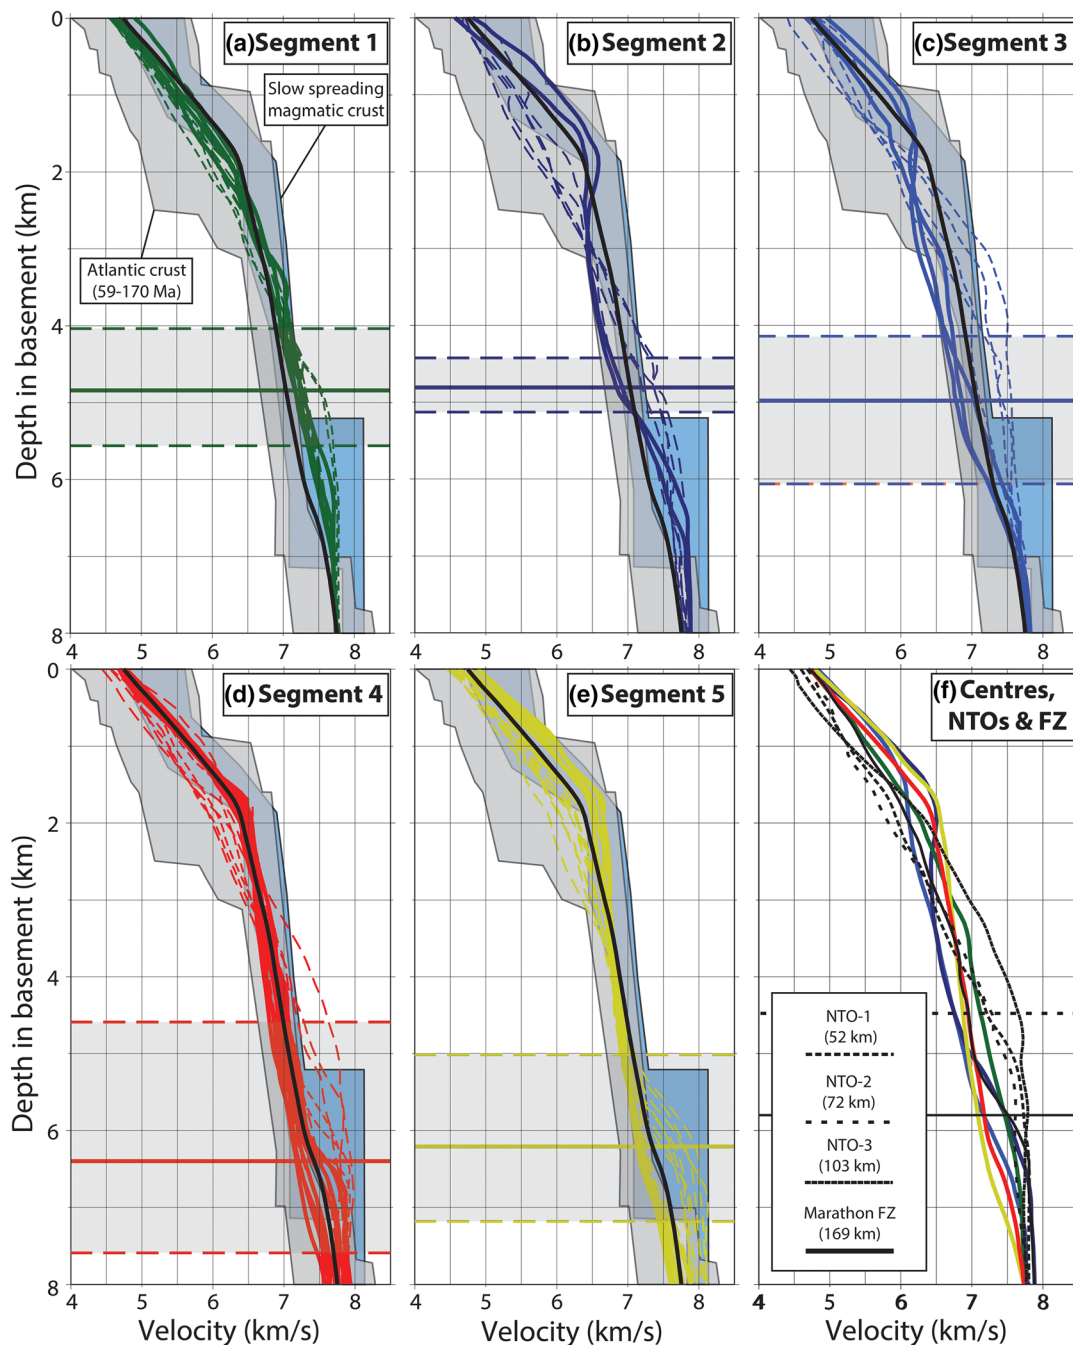 0
2
4
6
8
Depth in basement (km)
(a) Segment 1
Slow spreading
magmatic crust
Atlantic crust
(59-170 Ma)
4 5 6 7 8
(b) Segment 2
4 5 6 7 8
(c) Segment 3
4 5 6 7 8
0
2
4
6
8
Depth in basement (km)
(d) Segment 4
4 5 6 7 8
Velocity (km/s)
(e) Segment 5
4 5 6 7 8
Velocity (km/s)
(f) Centres,
NTOs & FZ
NTO-1
(52 km)
NTO-2
(72 km)
NTO-3
(103 km)
Marathon FZ
(169 km)
4 5 6 7 8
Velocity (km/s)